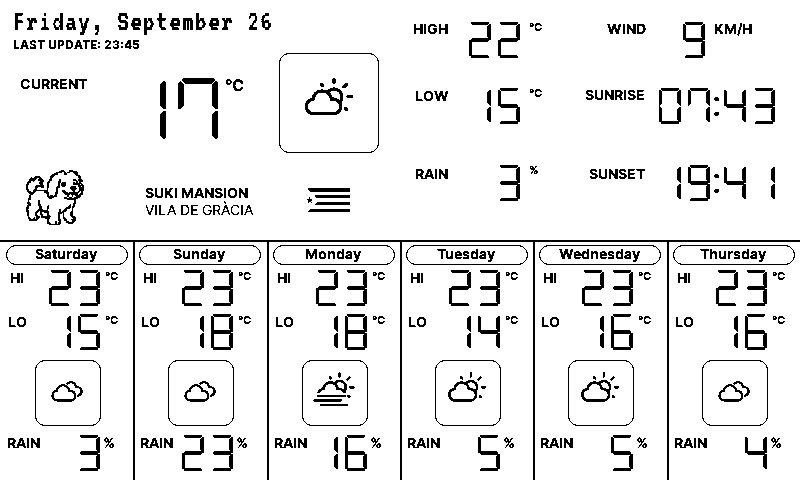 Friday, September 26
LAST UPDATE: 23:45
CURRENT 17 °C
HIGH 22 °C
WIND 9 KM/H
LOW 15 °C
SUNRISE 07:43
RAIN 3 %
SUNSET 19:41
SUKI MANSION
VILA DE GRÀCIA
Saturday
HI 23 °C
LO 15 °C
RAIN 3 %
Sunday
HI 23 °C
LO 18 °C
RAIN 23 %
Monday
HI 23 °C
LO 18 °C
RAIN 16 %
Tuesday
HI 23 °C
LO 14 °C
RAIN 5 %
Wednesday
HI 23 °C
LO 16 °C
RAIN 5 %
Thursday
HI 23 °C
LO 16 °C
RAIN 4 %